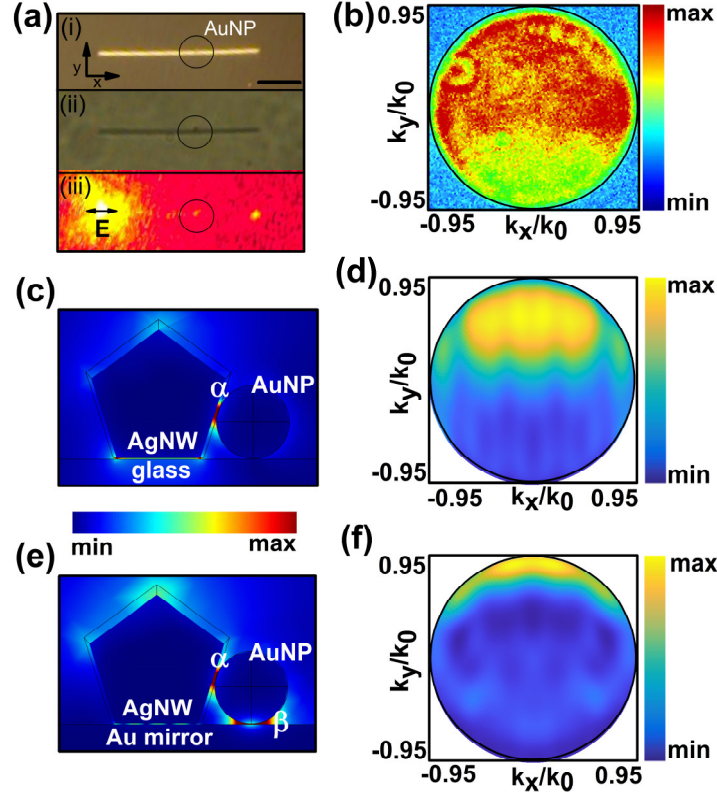 (a)
(i)
AuNP
y
x
(ii)
(iii)
E
(b)
0.95
max
ky/k0
-0.95
min
-0.95
kx/k0
0.95
(c)
α
AuNP
AgNW
glass
(d)
0.95
max
ky/k0
-0.95
min
-0.95
kx/k0
0.95
min
max
(e)
α
AuNP
AgNW
β
Au mirror
(f)
0.95
max
ky/k0
-0.95
min
-0.95
kx/k0
0.95